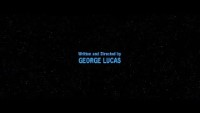 Written and Directed by
GEORGE LUCAS